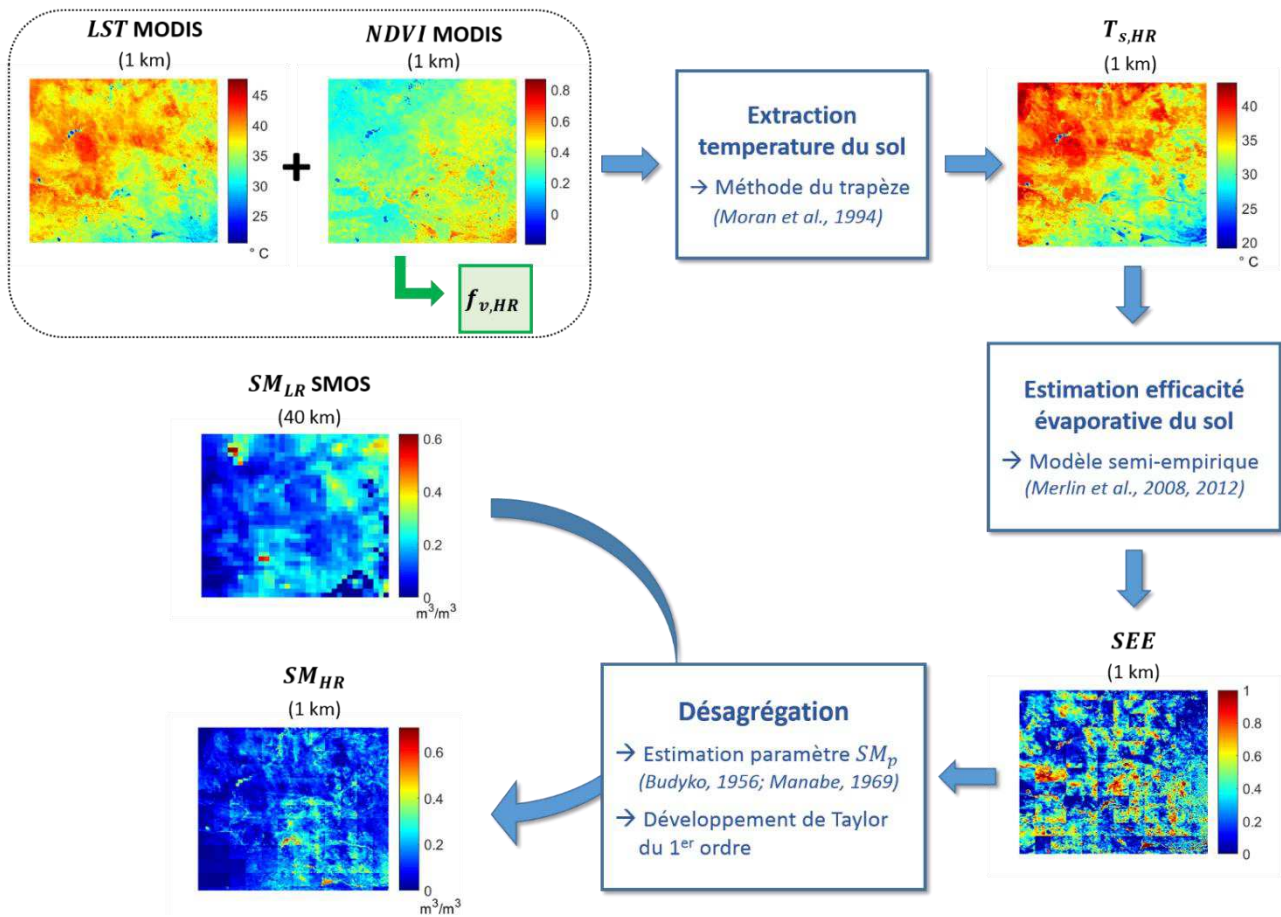 LST MODIS
(1 km)
45
40
35
30
25
° C
+
NDVI MODIS
(1 km)
0.8
0.6
0.4
0.2
0
f_{v,HR}
Extraction
temperature du sol
→ Méthode du trapèze
(Moran et al., 1994)
T_{s,HR}
(1 km)
40
35
30
25
20
° C
Estimation efficacité
évaporative du sol
→ Modèle semi-empirique
(Merlin et al., 2008, 2012)
SM_{LR} SMOS
(40 km)
0.6
0.4
0.2
0
m³/m³
SEE
(1 km)
1
0.8
0.6
0.4
0.2
0
Désagrégation
→ Estimation paramètre SM_p
(Budyko, 1956; Manabe, 1969)
→ Développement de Taylor
du 1er ordre
SM_{HR}
(1 km)
0.6
0.4
0.2
0
m³/m³